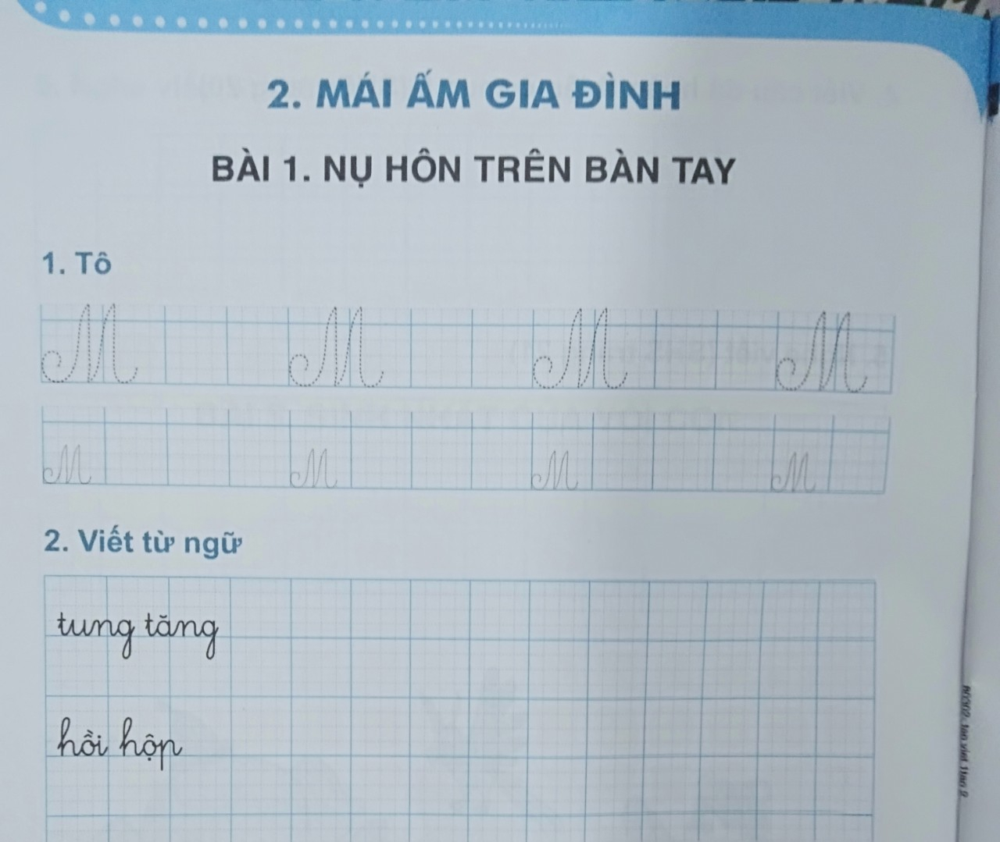 2. MÁI ẤM GIA ĐÌNH
BÀI 1. NỤ HÔN TRÊN BÀN TAY
1. Tô
M M M M
M M M M
2. Viết từ ngữ
tung tăng
hồi hộp